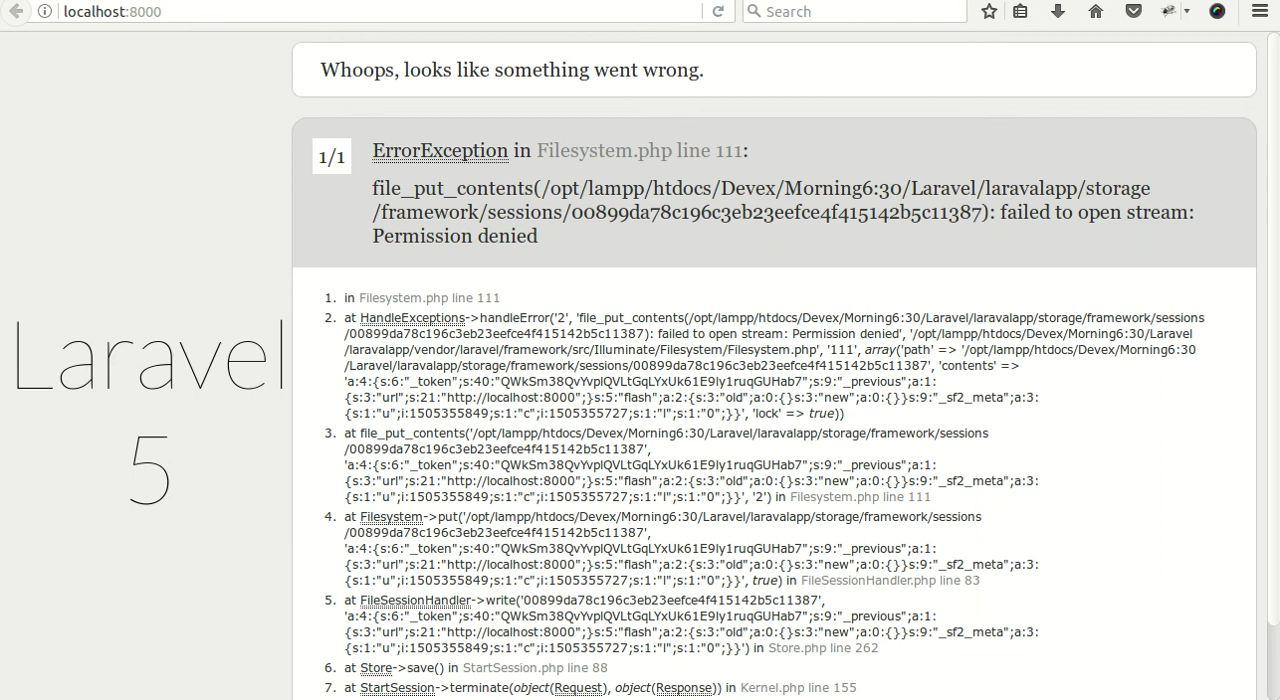 localhost:8000
Search
Whoops, looks like something went wrong.
1/1
ErrorException in Filesystem.php line 111:
file_put_contents(/opt/lampp/htdocs/Devex/Morning6:30/Laravel/laravalapp/storage
/framework/sessions/00899da78c196c3eb23eefce4f415142b5c11387): failed to open stream:
Permission denied
Laravel
5
1. in Filesystem.php line 111
2. at HandleExceptions->handleError('2', 'file_put_contents(/opt/lampp/htdocs/Devex/Morning6:30/Laravel/laravalapp/storage/framework/sessions
/00899da78c196c3eb23eefce4f415142b5c11387): failed to open stream: Permission denied', '/opt/lampp/htdocs/Devex/Morning6:30/Laravel
/laravalapp/vendor/laravel/framework/src/Illuminate/Filesystem/Filesystem.php', '111', array('path' => '/opt/lampp/htdocs/Devex/Morning6:30
/Laravel/laravalapp/storage/framework/sessions/00899da78c196c3eb23eefce4f415142b5c11387', 'contents' =>
'a:4:{s:6:"_token";s:40:"QWkSm38QvYvplQVLtGqLYxUk61E9ly1ruqGUHab7";s:9:"_previous";a:1:
{s:3:"url";s:21:"http://localhost:8000";}s:5:"flash";a:2:{s:3:"old";a:0:{}s:3:"new";a:0:{}}s:9:"_sf2_meta";a:3:
{s:1:"u";i:1505355849;s:1:"c";i:1505355727;s:1:"l";s:1:"0";}}', 'lock' => true))
3. at file_put_contents('/opt/lampp/htdocs/Devex/Morning6:30/Laravel/laravalapp/storage/framework/sessions
/00899da78c196c3eb23eefce4f415142b5c11387',
'a:4:{s:6:"_token";s:40:"QWkSm38QvYvplQVLtGqLYxUk61E9ly1ruqGUHab7";s:9:"_previous";a:1:
{s:3:"url";s:21:"http://localhost:8000";}s:5:"flash";a:2:{s:3:"old";a:0:{}s:3:"new";a:0:{}}s:9:"_sf2_meta";a:3:
{s:1:"u";i:1505355849;s:1:"c";i:1505355727;s:1:"l";s:1:"0";}}', '2') in Filesystem.php line 111
4. at Filesystem->put('/opt/lampp/htdocs/Devex/Morning6:30/Laravel/laravalapp/storage/framework/sessions
/00899da78c196c3eb23eefce4f415142b5c11387',
'a:4:{s:6:"_token";s:40:"QWkSm38QvYvplQVLtGqLYxUk61E9ly1ruqGUHab7";s:9:"_previous";a:1:
{s:3:"url";s:21:"http://localhost:8000";}s:5:"flash";a:2:{s:3:"old";a:0:{}s:3:"new";a:0:{}}s:9:"_sf2_meta";a:3:
{s:1:"u";i:1505355849;s:1:"c";i:1505355727;s:1:"l";s:1:"0";}}', true) in FileSessionHandler.php line 83
5. at FileSessionHandler->write('00899da78c196c3eb23eefce4f415142b5c11387',
'a:4:{s:6:"_token";s:40:"QWkSm38QvYvplQVLtGqLYxUk61E9ly1ruqGUHab7";s:9:"_previous";a:1:
{s:3:"url";s:21:"http://localhost:8000";}s:5:"flash";a:2:{s:3:"old";a:0:{}s:3:"new";a:0:{}}s:9:"_sf2_meta";a:3:
{s:1:"u";i:1505355849;s:1:"c";i:1505355727;s:1:"l";s:1:"0";}}') in Store.php line 262
6. at Store->save() in StartSession.php line 88
7. at StartSession->terminate(object(Request), object(Response)) in Kernel.php line 155